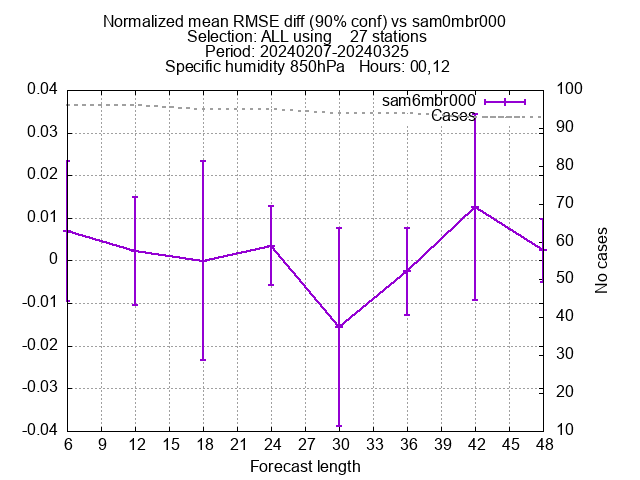 Normalized mean RMSE diff (90% conf) vs sam0mbr000
Selection: ALL using    27 stations
Period: 20240207-20240325
Specific humidity 850hPa   Hours: 00,12
sam6mbr000
Cases
0.04
0.03
0.02
0.01
0
-0.01
-0.02
-0.03
-0.04
100
90
80
70
60
50
40
30
20
10
No cases
6 9 12 15 18 21 24 27 30 33 36 39 42 45 48
Forecast length